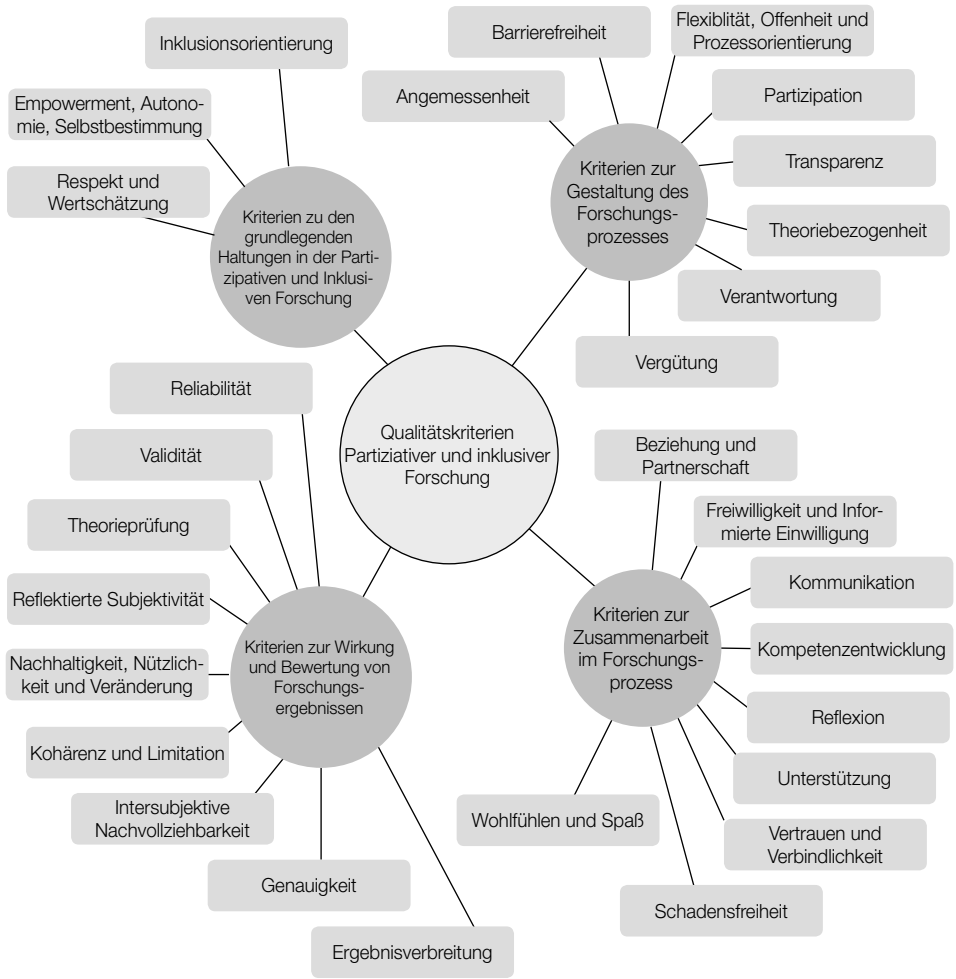 Inklusionsorientierung
Empowerment, Autono-
mie, Selbstbestimmung
Respekt und
Wertschätzung
Kriterien zu den
grundlegenden
Haltungen in der Parti-
zipativen und Inklusi-
ven Forschung
Barrierefreiheit
Flexiblität, Offenheit und
Prozessorientierung
Angemessenheit
Partizipation
Transparenz
Theoriebezogenheit
Verantwortung
Vergütung
Kriterien zur
Gestaltung des
Forschungs-
prozesses
Qualitätskriterien
Partiziativer und inklusiver
Forschung
Reliabilität
Validität
Theorieprüfung
Reflektierte Subjektivität
Nachhaltigkeit, Nützlich-
keit und Veränderung
Kohärenz und Limitation
Intersubjektive
Nachvollziehbarkeit
Genauigkeit
Ergebnisverbreitung
Kriterien zur Wirkung
und Bewertung von
Forschungs-
ergebnissen
Beziehung und
Partnerschaft
Freiwilligkeit und Infor-
mierte Einwilligung
Kommunikation
Kompetenzentwicklung
Reflexion
Unterstützung
Vertrauen und
Verbindlichkeit
Schadensfreiheit
Wohlfühlen und Spaß
Kriterien zur
Zusammenarbeit
im Forschungs-
prozess